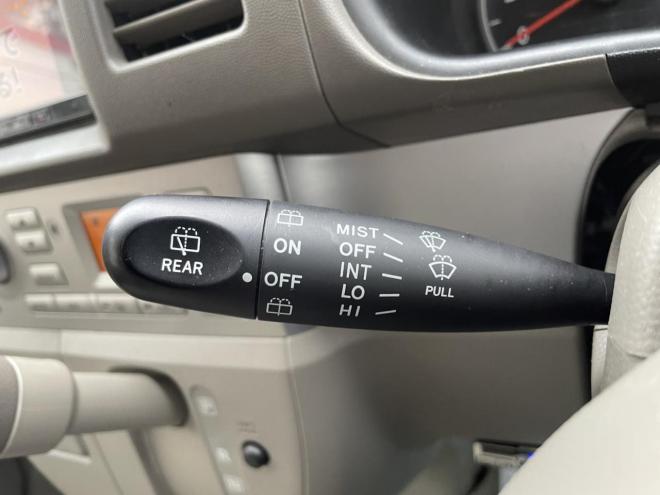 REAR
ON
OFF
MIST
OFF
INT
LO
HI
PULL